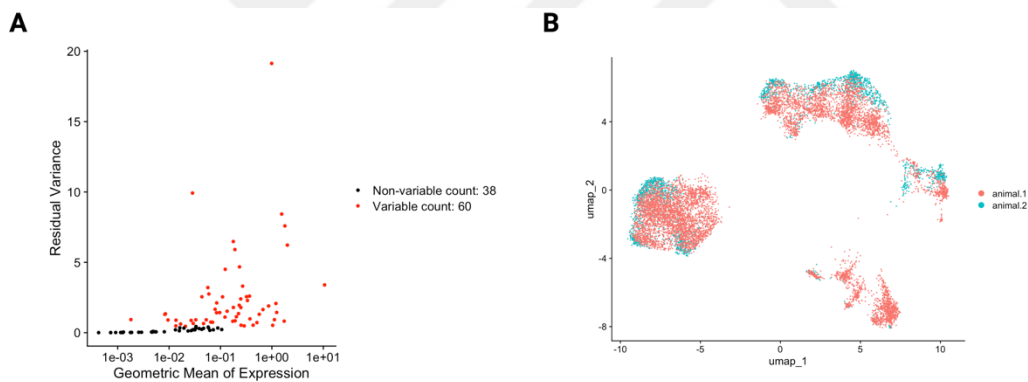 A
20
15
10
5
0
Residual Variance
1e-03 1e-02 1e-01 1e+00 1e+01
Geometric Mean of Expression
Non-variable count: 38
Variable count: 60
B
4
0
-4
-8
umap_2
-10 -5 0 5 10
umap_1
animal.1
animal.2